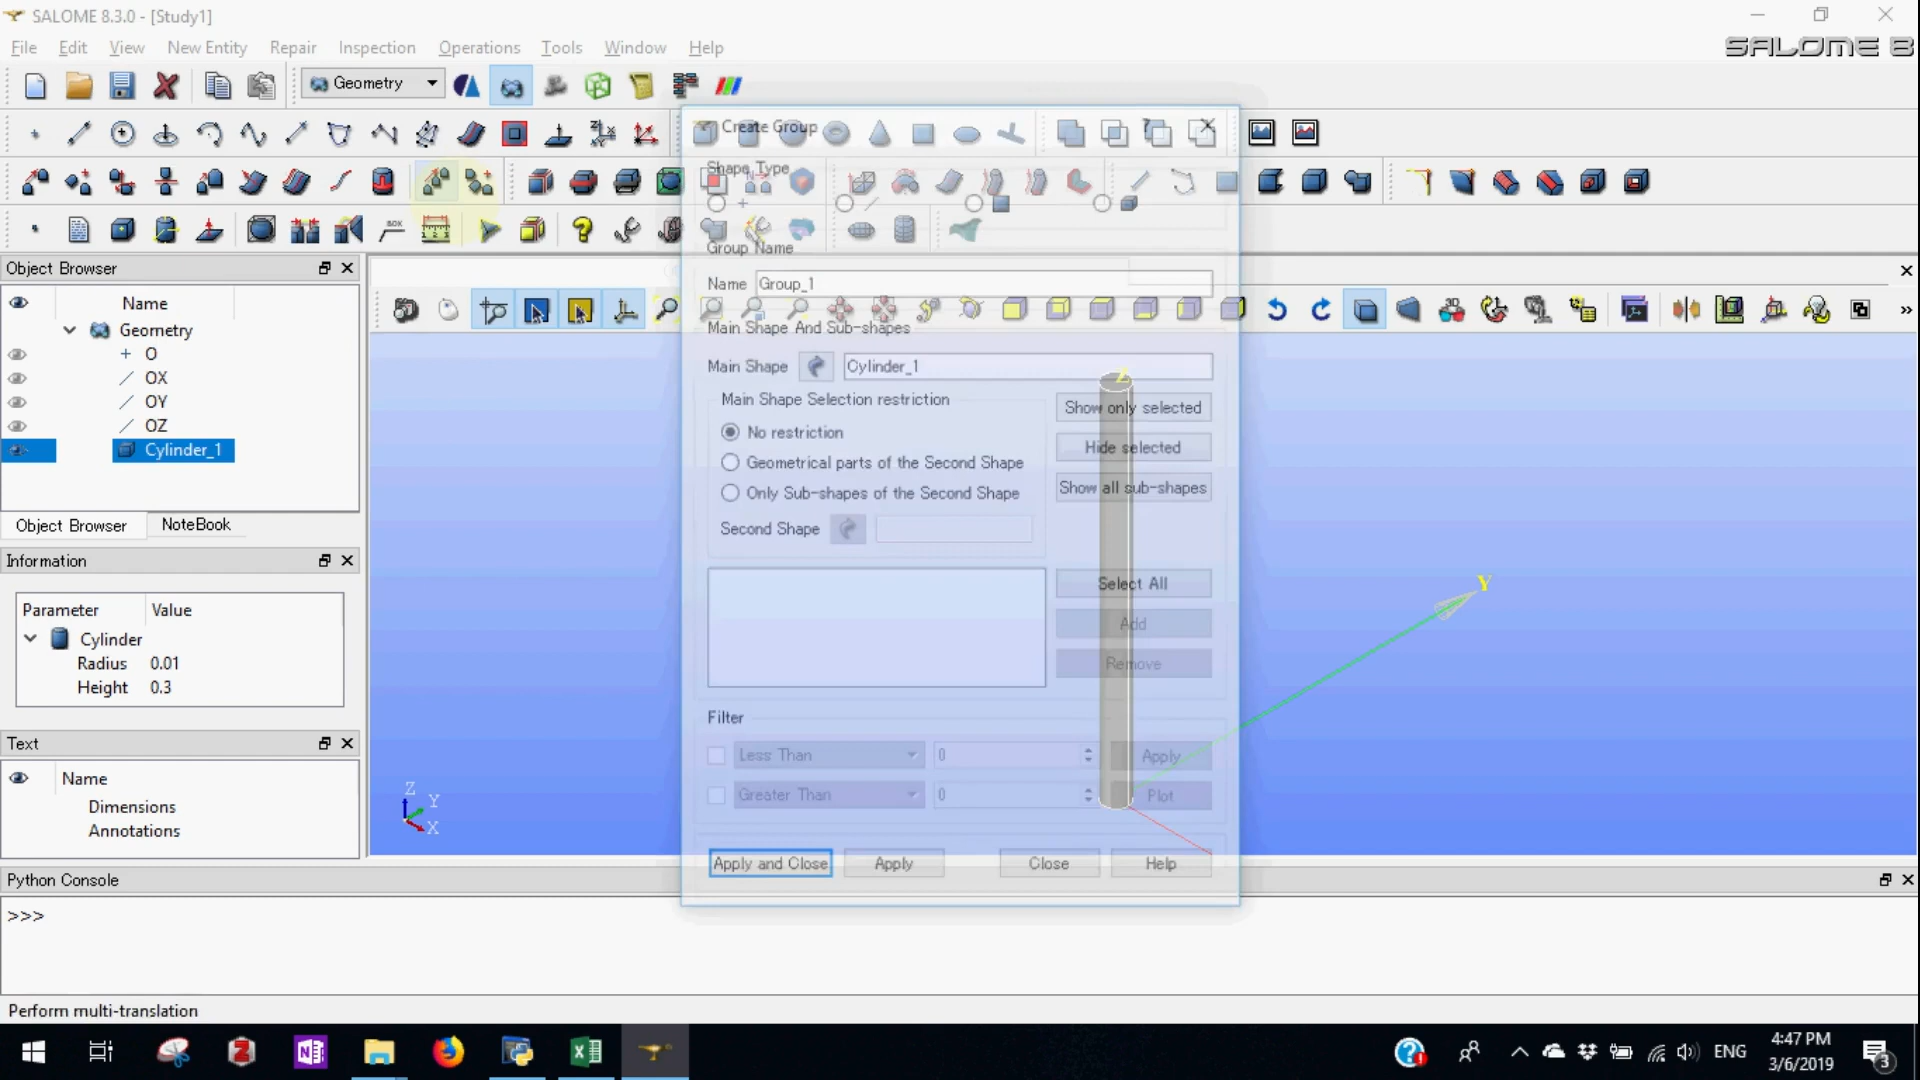 SALOME 8.3.0 - [Study1]
File Edit View New Entity Repair Inspection Operations Tools Window Help
SALOME 8
Geometry
Create Group
Shape Type
Group Name
Name Group_1
Main Shape And Sub-shapes
Main Shape Cylinder_1
Main Shape Selection restriction
Show only selected
No restriction
Hide selected
Geometrical parts of the Second Shape
Only Sub-shapes of the Second Shape
Show all sub-shapes
Second Shape
Select All
Add
Remove
Filter
Less Than 0 Apply
Greater Than 0 Plot
Apply and Close Apply Close Help
Object Browser
Name
Geometry
O
OX
OY
OZ
Cylinder_1
Object Browser NoteBook
Information
Parameter Value
Cylinder
Radius 0.01
Height 0.3
Text
Name
Dimensions
Annotations
Z
Y
Z
Y
X
Python Console
>>>
Perform multi-translation
ENG
4:47 PM
3/6/2019
3